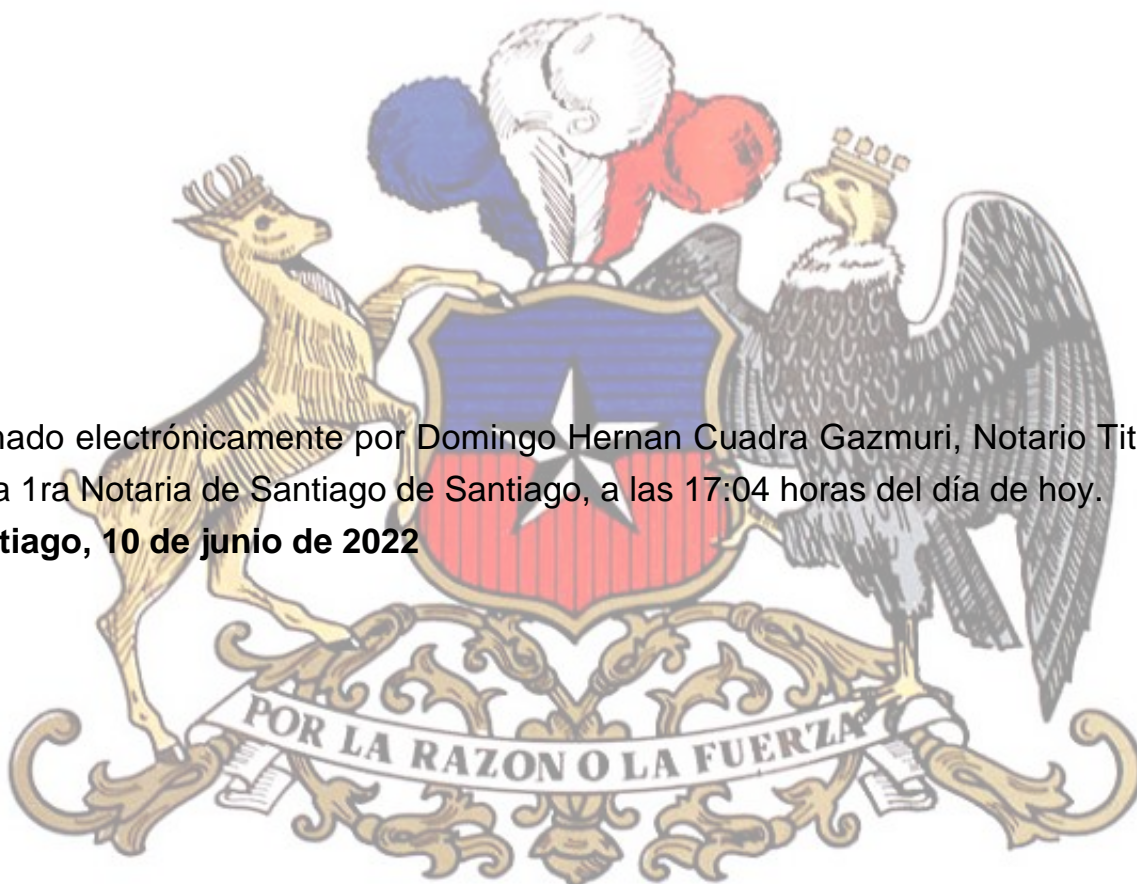 nado electrónicamente por Domingo Hernan Cuadra Gazmuri, Notario Tit
a 1ra Notaria de Santiago de Santiago, a las 17:04 horas del día de hoy.
tiago, 10 de junio de 2022
POR LA RAZON O LA FUERZA